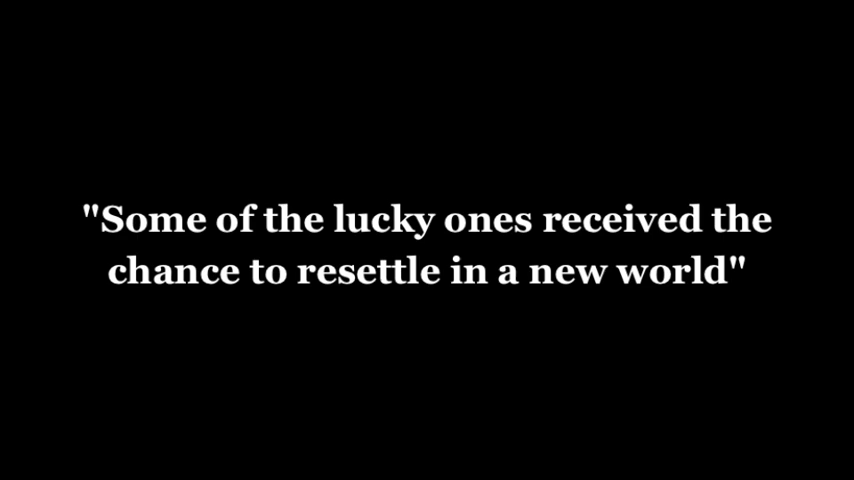 "Some of the lucky ones received the
chance to resettle in a new world"